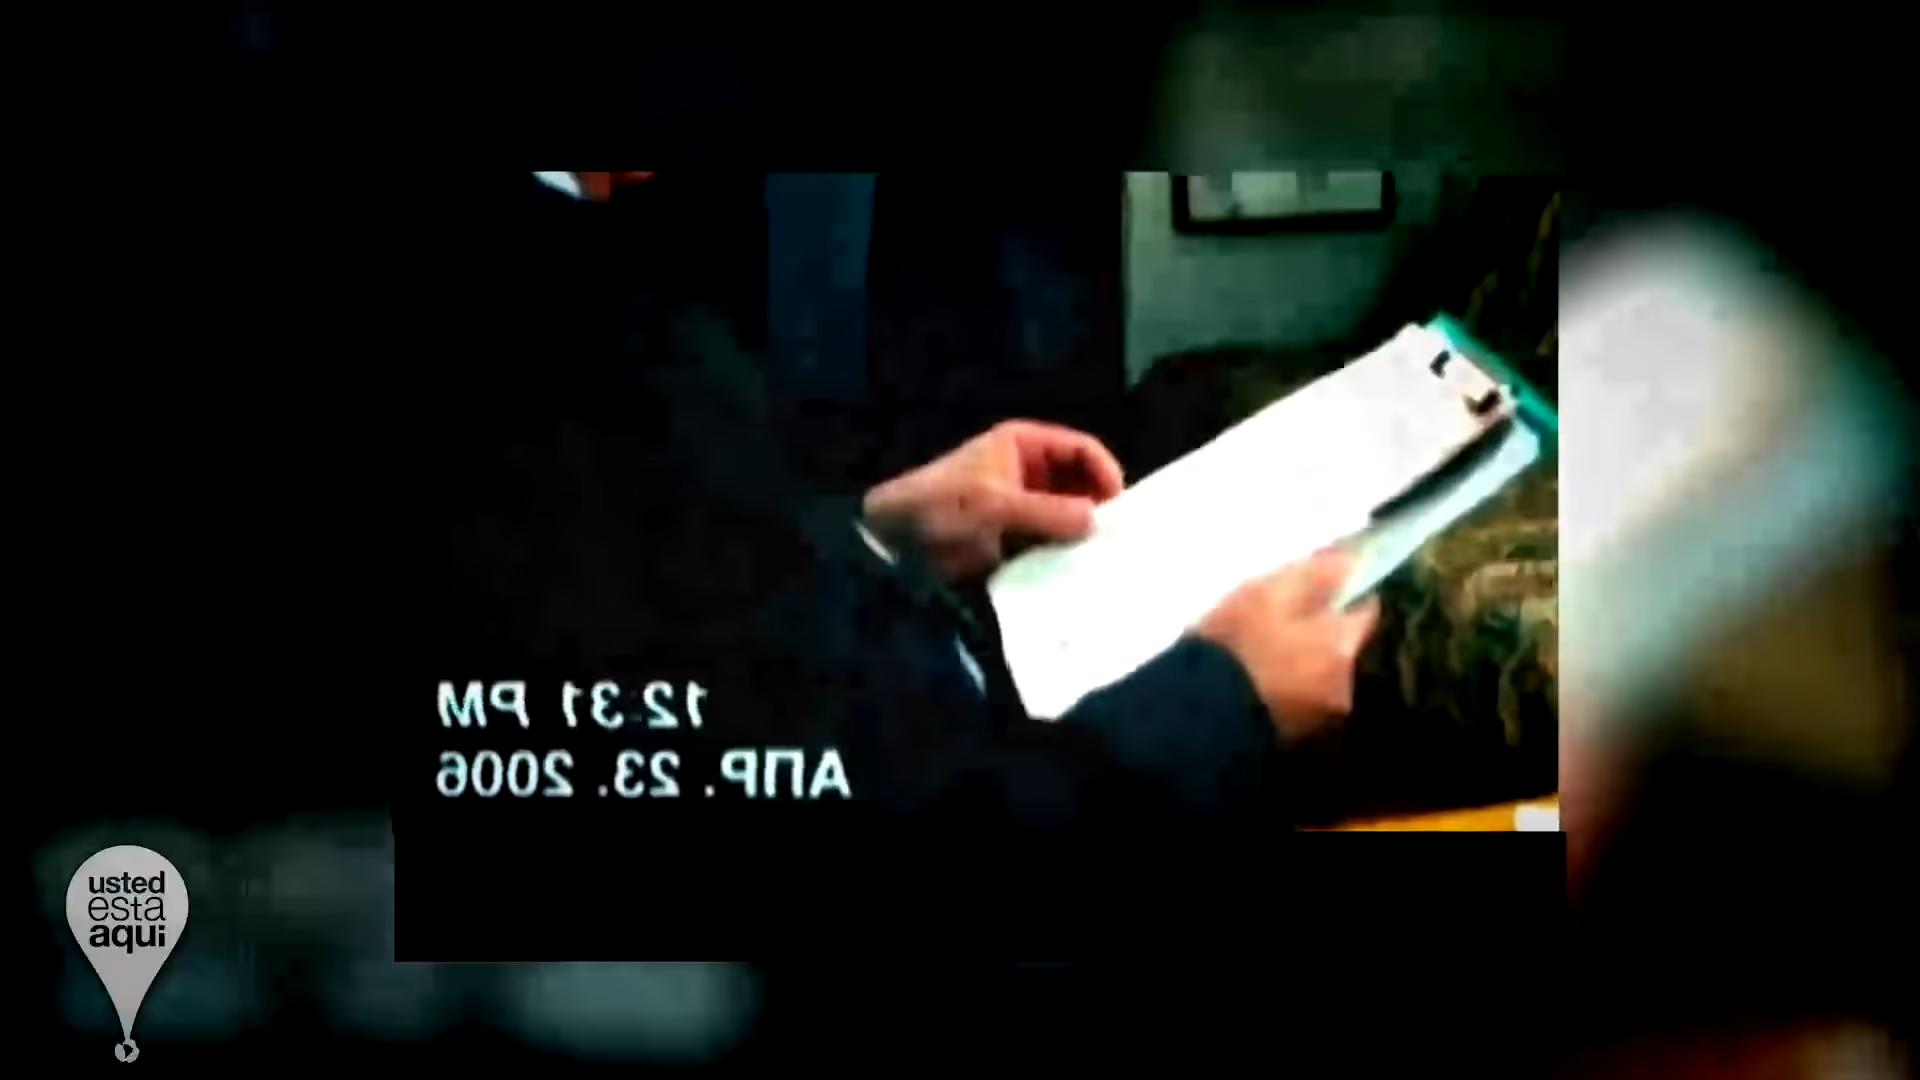 12:31 PM
АПР. 23. 2006
usted
esta
aqui